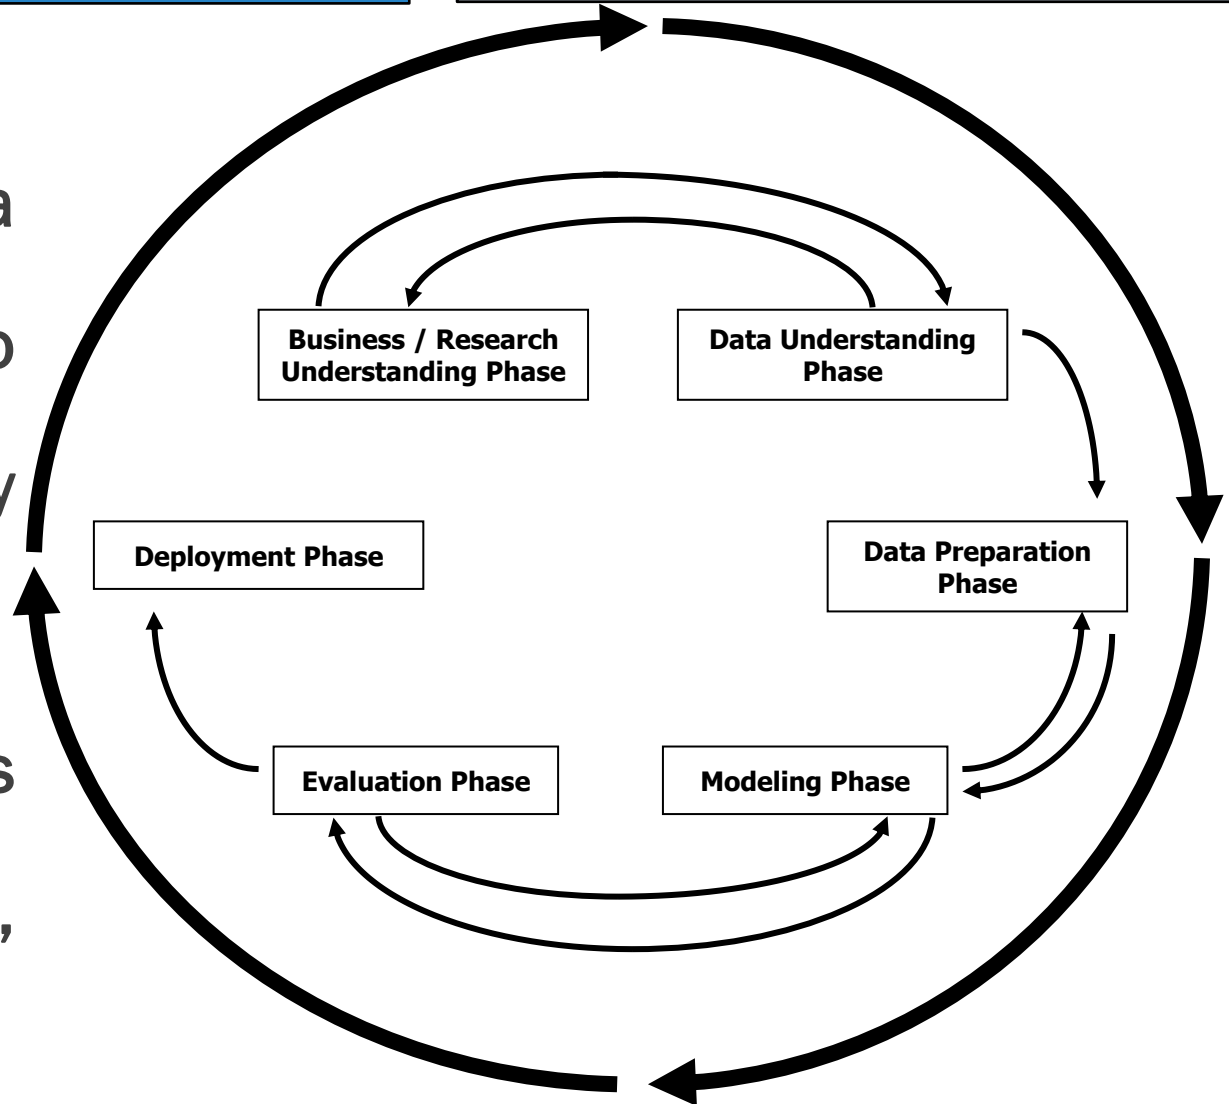 a
o
Business / Research
Understanding Phase
Data Understanding
Phase
y
Deployment Phase
Data Preparation
Phase
s
Evaluation Phase
Modeling Phase
,